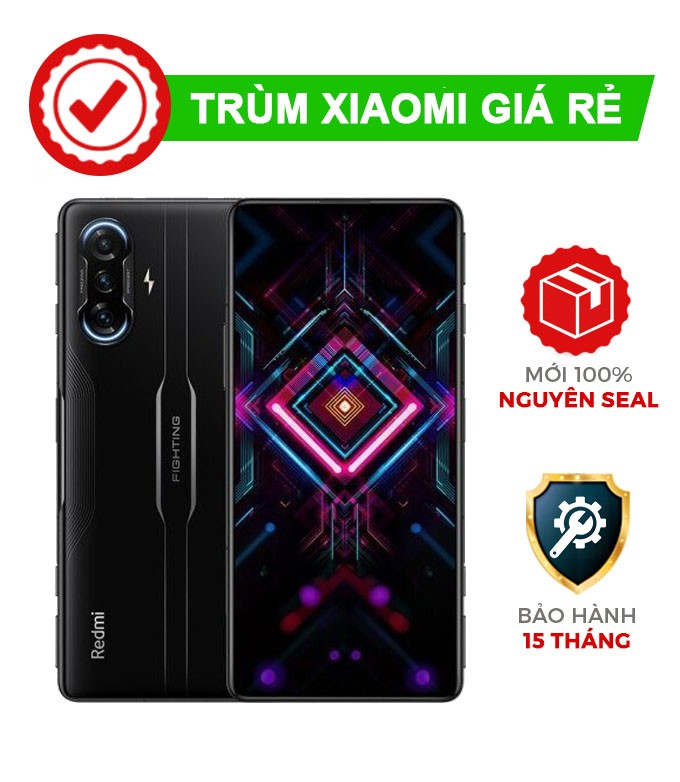 TRÙM XIAOMI GIÁ RẺ
FIGHTING
Redmi
MỚI 100%
NGUYÊN SEAL
BẢO HÀNH
15 THÁNG